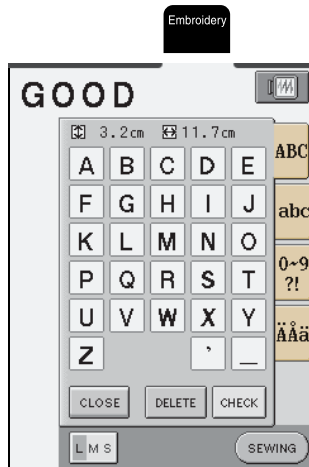 Embroidery
GOOD
3.2cm 11.7cm
A B C D E
F G H I J
K L M N O
P Q R S T
U V W X Y
Z ’ _
ABC
abc
0~9
?!
ÄÅä
CLOSE DELETE CHECK
L M S SEWING